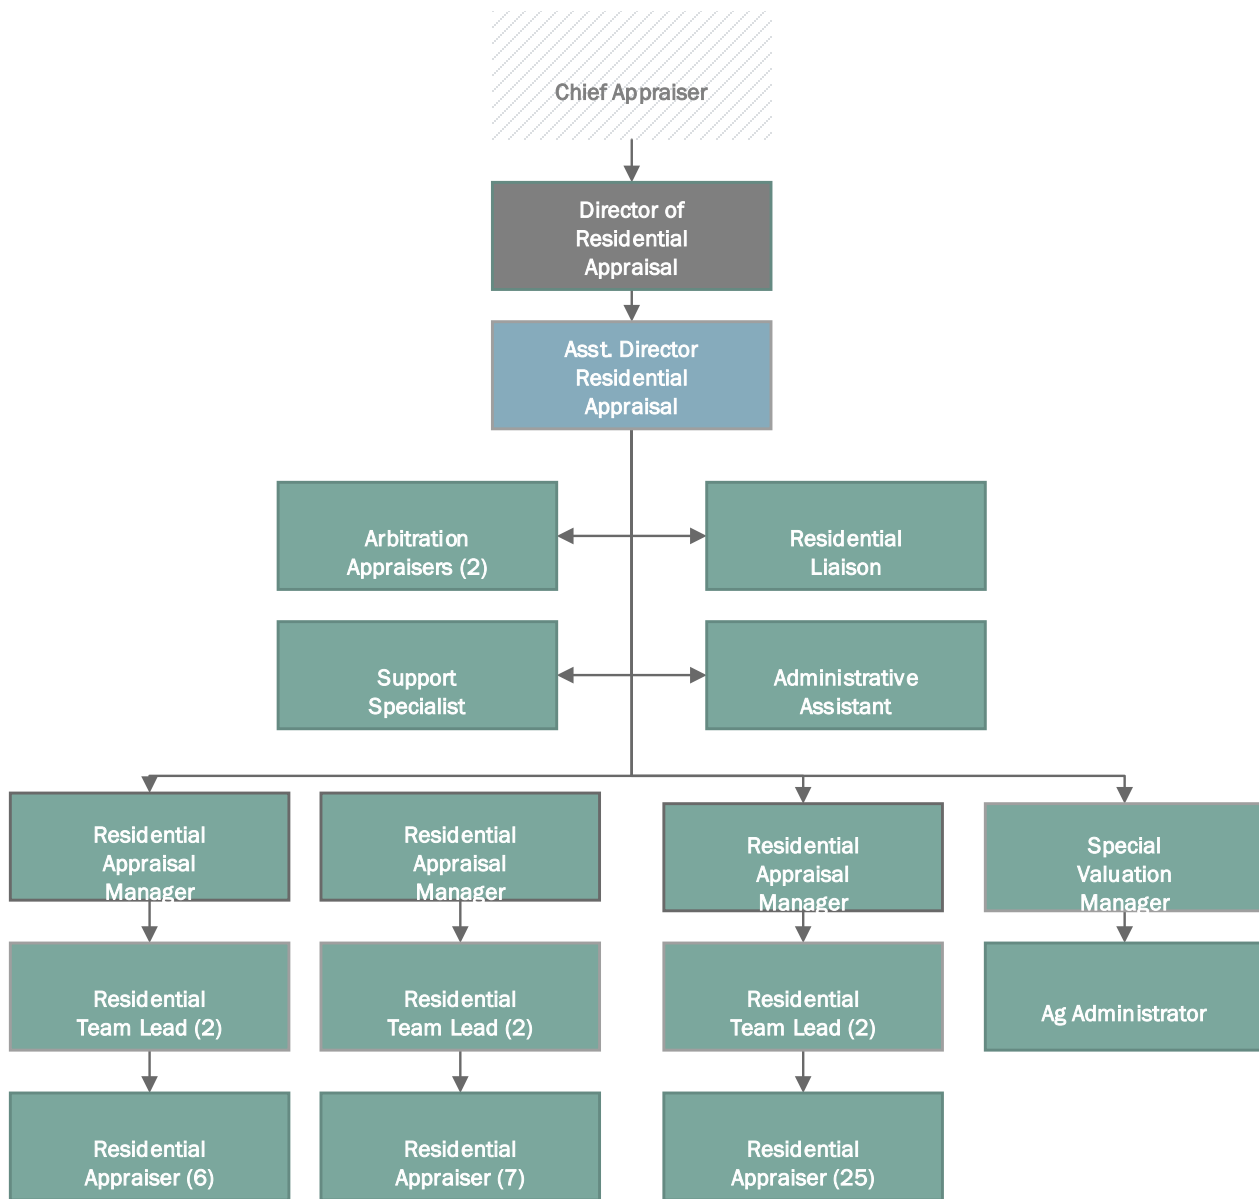 Chief Appraiser
Director of
Residential
Appraisal
Asst. Director
Residential
Appraisal
Arbitration
Appraisers (2)
Residential
Liaison
Support
Specialist
Administrative
Assistant
Residential
Appraisal
Manager
Residential
Appraisal
Manager
Residential
Appraisal
Manager
Special
Valuation
Manager
Residential
Team Lead (2)
Residential
Team Lead (2)
Residential
Team Lead (2)
Ag Administrator
Residential
Appraiser (6)
Residential
Appraiser (7)
Residential
Appraiser (25)